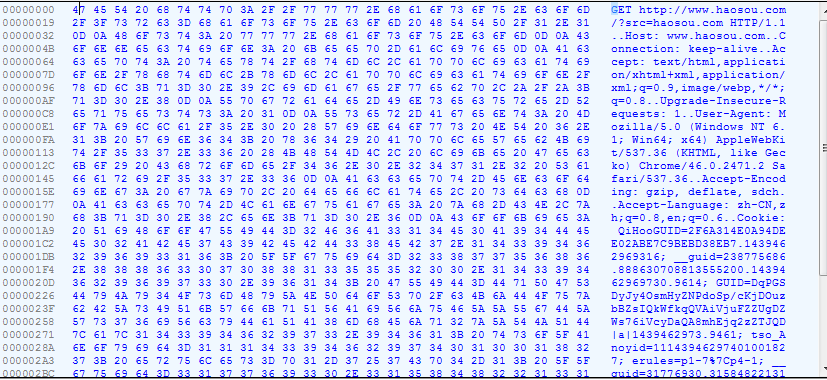 00000000 47 45 54 20 68 74 74 70 3A 2F 2F 77 77 77 2E 68 61 6F 73 6F 75 2E 63 6F 6D GET http://www.haosou.com
00000019 2F 3F 73 72 63 3D 68 61 6F 73 6F 75 2E 63 6F 6D 20 48 54 54 50 2F 31 2E 31 /?src=haosou.com HTTP/1.1
00000032 0D 0A 48 6F 73 74 3A 20 77 77 77 2E 68 61 6F 73 6F 75 2E 63 6F 6D 0D 0A 43 ..Host: www.haosou.com..C
0000004B 6F 6E 6E 65 63 74 69 6F 6E 3A 20 6B 65 65 70 2D 61 6C 69 76 65 0D 0A 41 63 onnection: keep-alive..Ac
00000064 63 65 70 74 3A 20 74 65 78 74 2F 68 74 6D 6C 2C 61 70 70 6C 69 63 61 74 69 cept: text/html,applicati
0000007D 6F 6E 2F 78 68 74 6D 6C 2B 78 6D 6C 2C 61 70 70 6C 69 63 61 74 69 6F 6E 2F on/xhtml+xml,application/
00000096 78 6D 6C 3B 71 3D 30 2E 39 2C 69 6D 61 67 65 2F 77 65 62 70 2C 2A 2F 2A 3B xml;q=0.9,image/webp,*/*;
000000AF 71 3D 30 2E 38 0D 0A 55 70 67 72 61 64 65 2D 49 6E 73 65 63 75 72 65 2D 52 q=0.8..Upgrade-Insecure-R
000000C8 65 71 75 65 73 74 73 3A 20 31 0D 0A 55 73 65 72 2D 41 67 65 6E 74 3A 20 4D equests: 1..User-Agent: M
000000E1 6F 7A 69 6C 6C 61 2F 35 2E 30 20 28 57 69 6E 64 6F 77 73 20 4E 54 20 36 2E ozilla/5.0 (Windows NT 6.
000000FA 31 3B 20 57 69 6E 36 34 3B 20 78 36 34 29 20 41 70 70 6C 65 57 65 62 4B 69 1; Win64; x64) AppleWebKi
00000113 74 2F 35 33 37 2E 33 36 20 28 4B 48 54 4D 4C 2C 20 6C 69 6B 65 20 47 65 63 t/537.36 (KHTML, like Gec
0000012C 6B 6F 29 20 43 68 72 6F 6D 65 2F 34 36 2E 30 2E 32 34 37 31 2E 32 20 53 61 ko) Chrome/46.0.2471.2 Sa
00000145 66 61 72 69 2F 35 33 37 2E 33 36 0D 0A 41 63 63 65 70 74 2D 45 6E 63 6F 64 fari/537.36..Accept-Encod
0000015E 69 6E 67 3A 20 67 7A 69 70 2C 20 64 65 66 6C 61 74 65 2C 20 73 64 63 68 0D ing: gzip, deflate, sdch.
00000177 0A 41 63 63 65 70 74 2D 4C 61 6E 67 75 61 67 65 3A 20 7A 68 2D 43 4E 2C 7A .Accept-Language: zh-CN,z
00000190 68 3B 71 3D 30 2E 38 2C 65 6E 3B 71 3D 30 2E 36 0D 0A 43 6F 6F 6B 69 65 3A h;q=0.8,en;q=0.6..Cookie:
000001A9 20 51 69 48 6F 6F 47 55 49 44 3D 32 46 36 41 33 31 34 45 30 41 39 34 44 45 QiHooGUID=2F6A314E0A94DE
000001C2 45 30 32 41 42 45 37 43 39 42 45 42 44 33 38 45 42 37 2E 31 34 33 39 34 36 E02ABE7C9BEBD38EB7.143946
000001DB 32 39 36 39 33 31 36 3B 20 5F 5F 67 75 69 64 3D 32 33 38 37 37 35 36 38 36 2969316; __guid=238775686
000001F4 2E 38 38 38 36 33 30 37 30 38 38 31 33 35 35 35 32 30 30 2E 31 34 33 39 34 .888630708813555200.14394
0000020D 36 32 39 36 39 37 33 30 2E 39 36 31 34 3B 20 47 55 49 44 3D 44 71 50 47 53 62969730.9614; GUID=DqPGS
00000226 44 79 4A 79 34 4F 73 6D 48 79 5A 4E 50 64 6F 53 70 2F 63 4B 6A 44 4F 75 7A DyJy4OsmHyZNPdoSp/cKjDOuz
0000023F 62 42 5A 73 49 51 6B 57 66 6B 71 51 56 41 69 56 6A 75 46 5A 5A 55 67 44 5A bBZsIQkWfkqQVAiVjuFZZUgDZ
00000258 57 73 37 36 69 56 63 79 44 61 51 41 38 6D 68 45 6A 71 32 7A 5A 54 4A 51 44 Ws76iVcyDaQA8mhEjq2zZTJQD
00000271 7C 61 7C 31 34 33 39 34 36 32 39 37 33 2E 39 34 36 31 3B 20 74 73 6F 5F 41 |a|1439462973.9461; tso_A
0000028A 6E 6F 79 69 64 3D 31 31 31 34 33 39 34 36 32 39 37 34 30 31 30 30 31 38 32 noyid=1114394629740100182
000002A3 37 3B 20 65 72 75 6C 65 73 3D 70 31 2D 37 25 37 43 70 34 2D 31 3B 20 5F 5F 7; erules=p1-7%7Cp4-1; __
000002BC 67 75 69 64 3D 33 31 37 37 36 39 33 30 2E 33 31 35 38 34 38 32 32 31 33 31 guid=31776930.31584822131